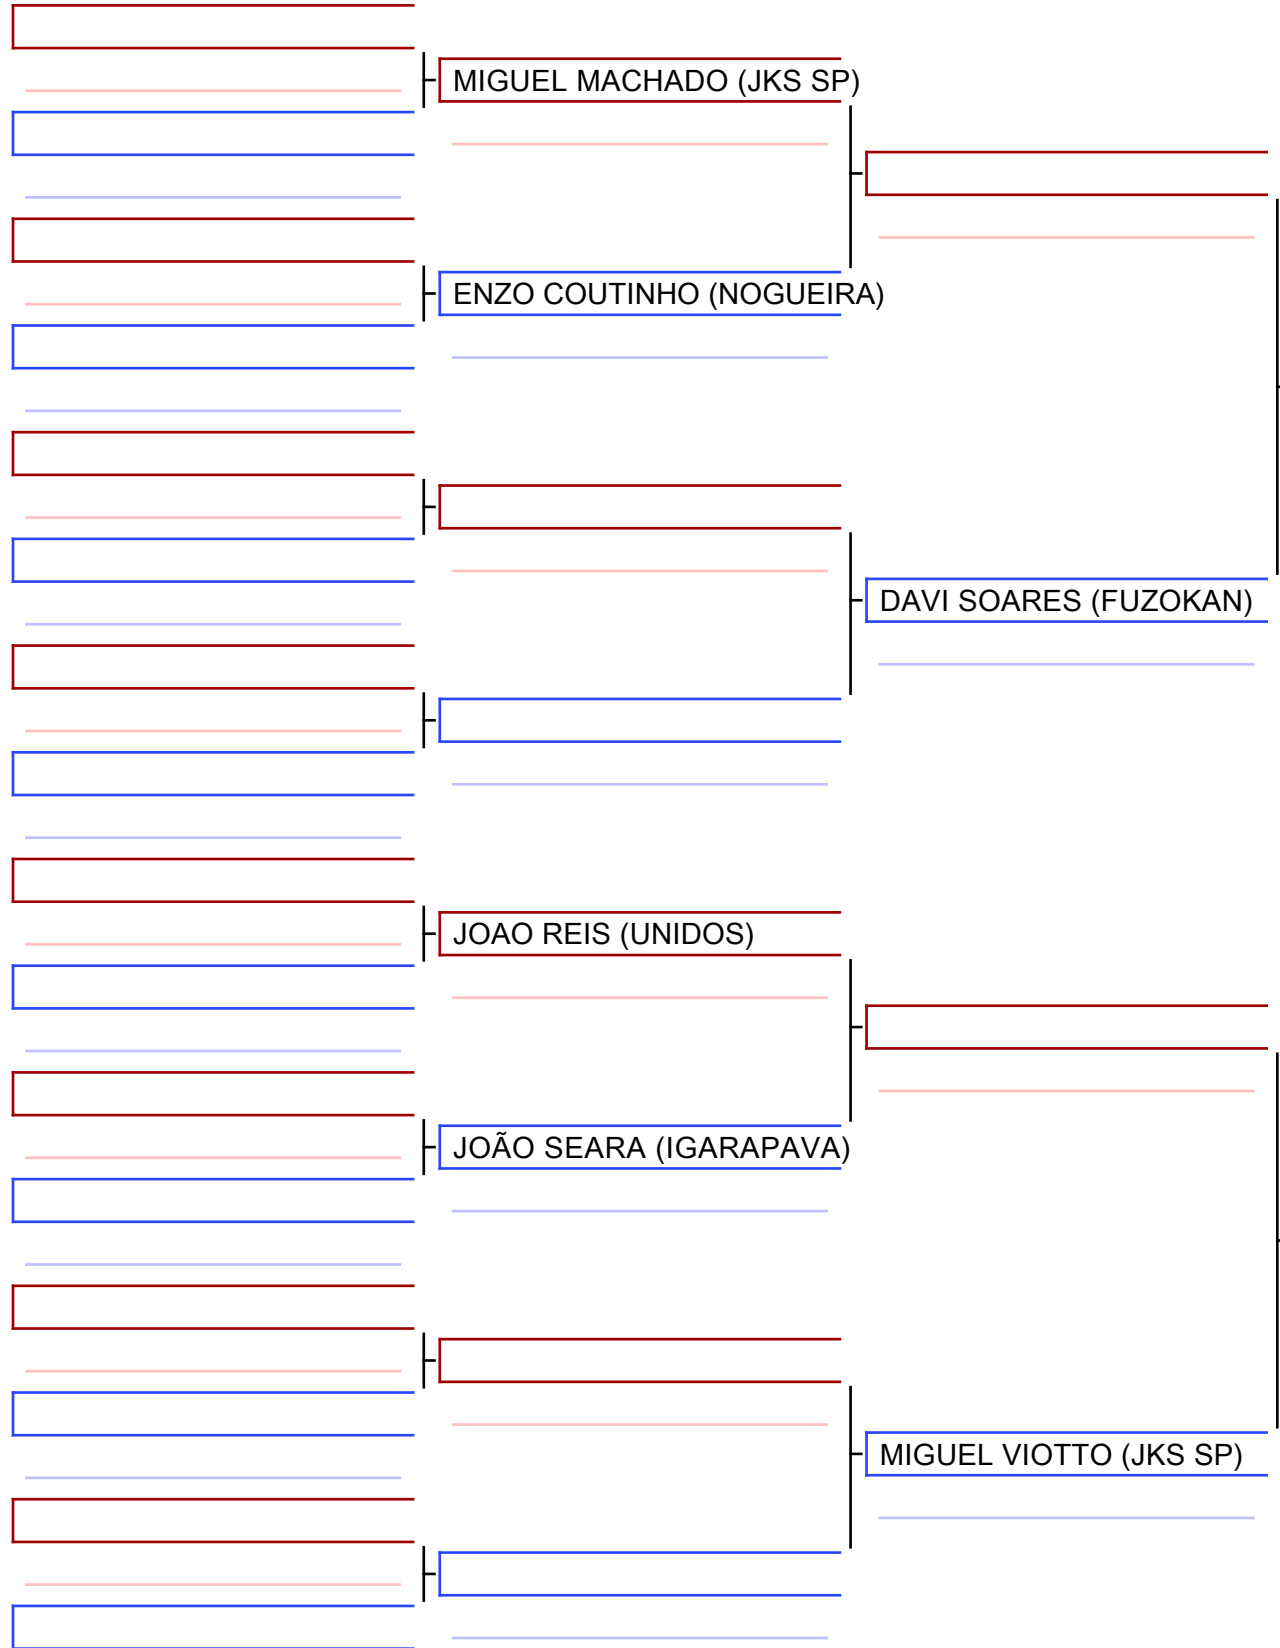 MIGUEL MACHADO (JKS SP)
ENZO COUTINHO (NOGUEIRA)
DAVI SOARES (FUZOKAN)
JOAO REIS (UNIDOS)
JOÃO SEARA (IGARAPAVA)
MIGUEL VIOTTO (JKS SP)